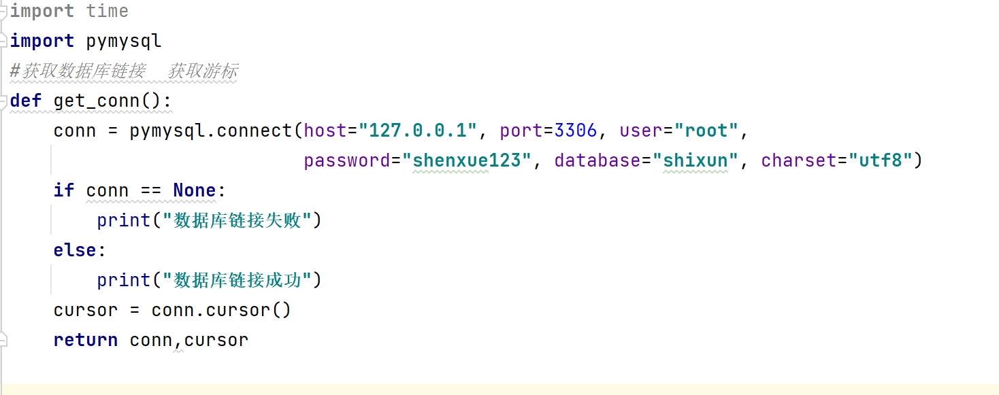 import time
import pymysql
#获取数据库链接  获取游标
def get_conn():
    conn = pymysql.connect(host="127.0.0.1", port=3306, user="root",
                           password="shenxue123", database="shixun", charset="utf8")
    if conn == None:
        print("数据库链接失败")
    else:
        print("数据库链接成功")
    cursor = conn.cursor()
    return conn,cursor